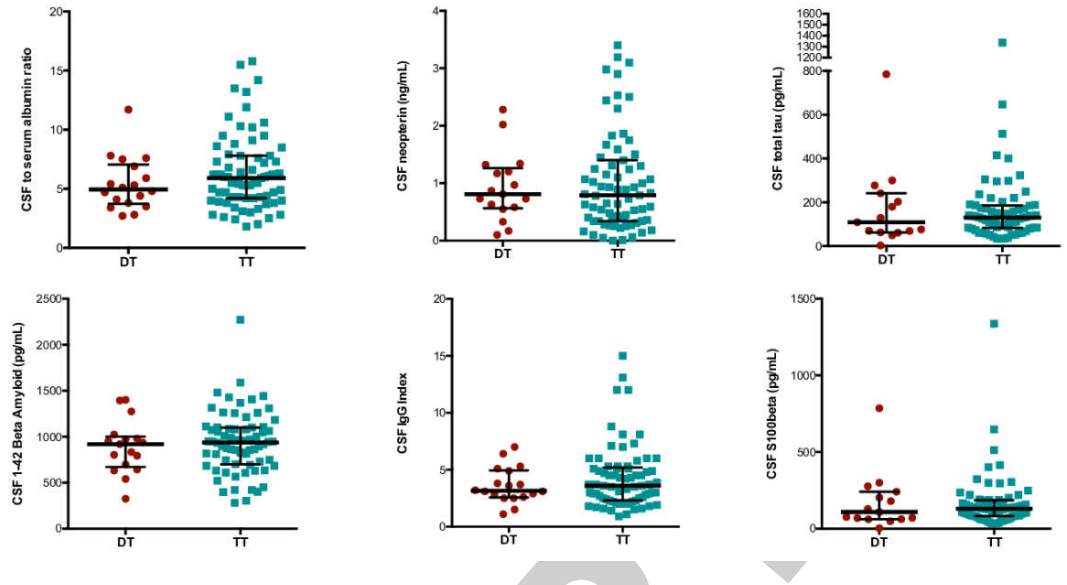 CSF to serum albumin ratio
20
15
10
5
0
DT TT
CSF neopterin (ng/mL)
4
3
2
1
0
DT TT
CSF total tau (pg/mL)
1600
1500
1400
1300
1200
800
600
400
200
0
DT TT
CSF 1-42 Beta Amyloid (pg/mL)
2500
2000
1500
1000
500
0
DT TT
CSF IgG Index
20
15
10
5
0
DT TT
CSF S100beta (pg/mL)
1500
1000
500
0
DT TT